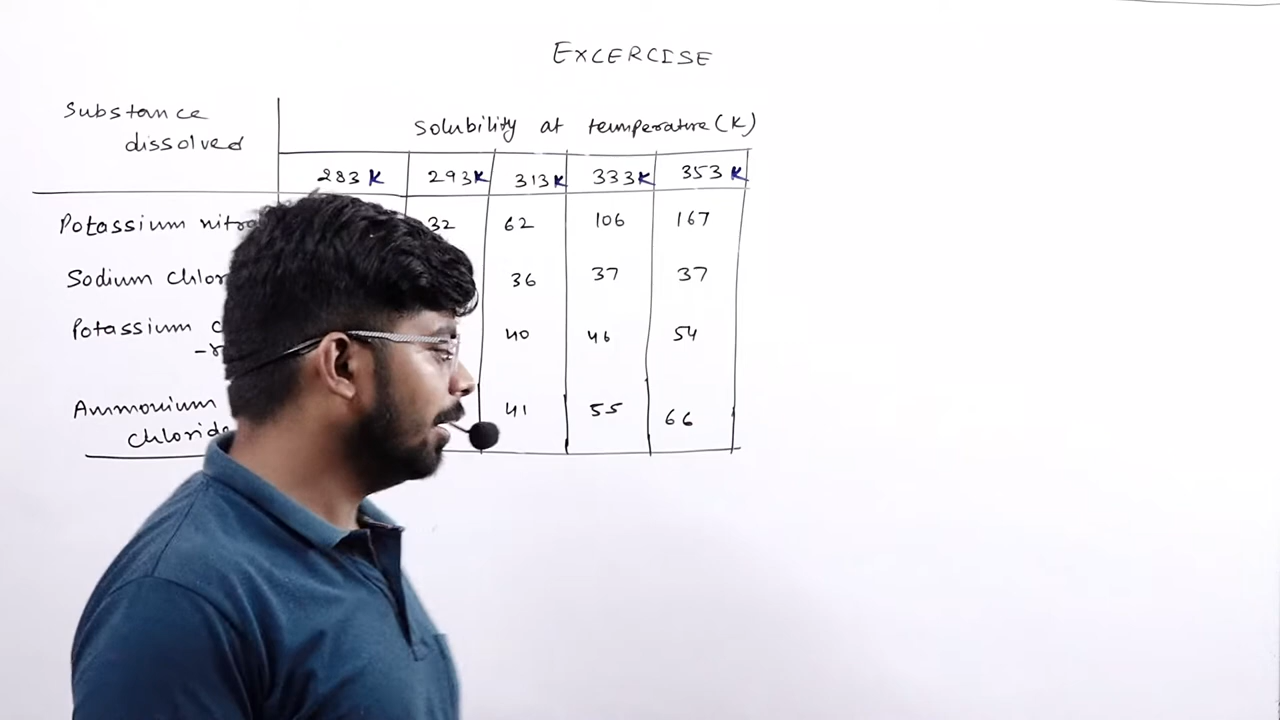 EXCERCISE
Substance dissolved
Solubility at temperature (K)
283 K 293 K 313 K 333 K 353 K
Potassium 32 62 106 167
Sodium 36 37 37
Potassium 40 46 54
Ammonium chloride 41 55 66